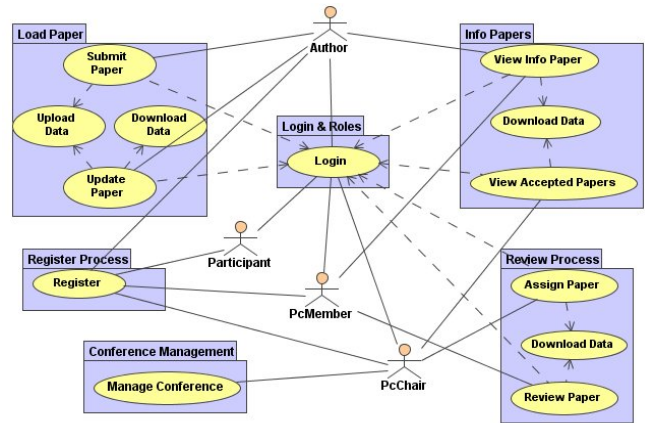 Load Paper
Submit
Paper
Upload
Data
Download
Data
Update
Paper
Author
Info Papers
View Info Paper
Download Data
View Accepted Papers
Login & Roles
Login
Participant
Register Process
Register
PcMember
Review Process
Assign Paper
Download Data
Review Paper
Conference Management
Manage Conference
PcChair